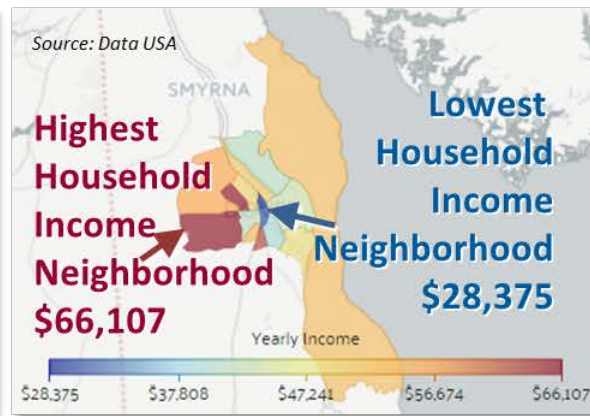 Source: Data USA
SMYRNA
Highest
Household
Income
Neighborhood
$66,107
Lowest
Household
Income
Neighborhood
$28,375
Yearly Income
$28,375 $37,808 $47,241 $56,674 $66,107